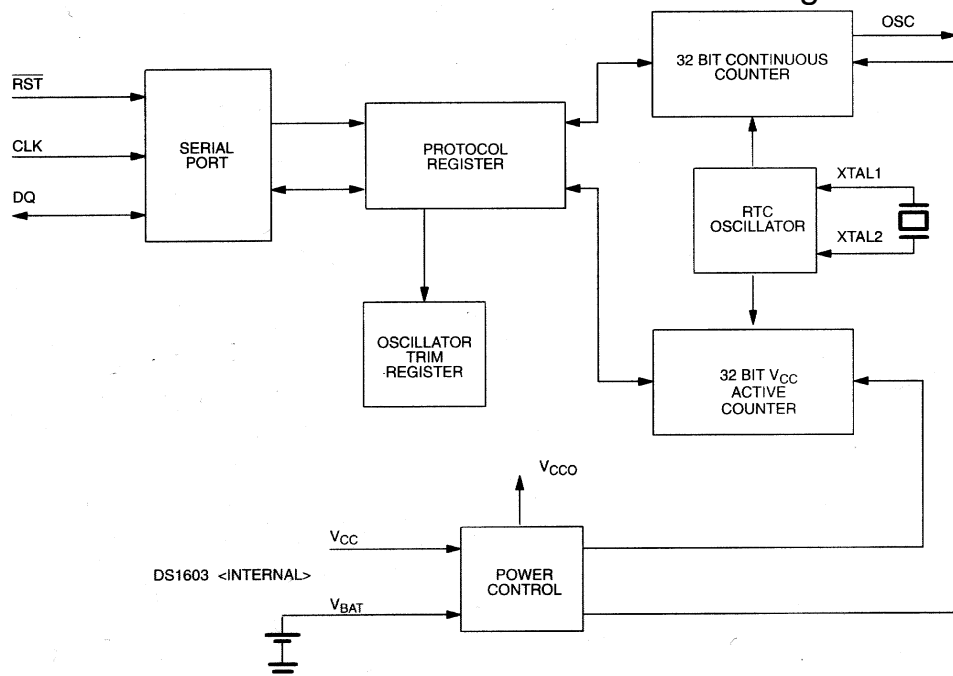 OSC
32 BIT CONTINUOUS
COUNTER
RST
CLK
DQ
SERIAL
PORT
PROTOCOL
REGISTER
XTAL1
RTC
OSCILLATOR
XTAL2
OSCILLATOR
TRIM
REGISTER
32 BIT VCC
ACTIVE
COUNTER
VCCO
VCC
DS1603 <INTERNAL>
VBAT
POWER
CONTROL